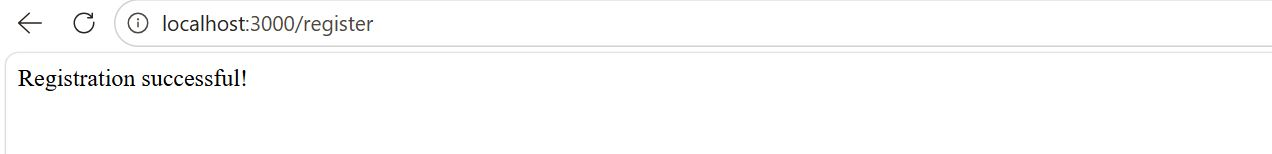 localhost:3000/register
Registration successful!